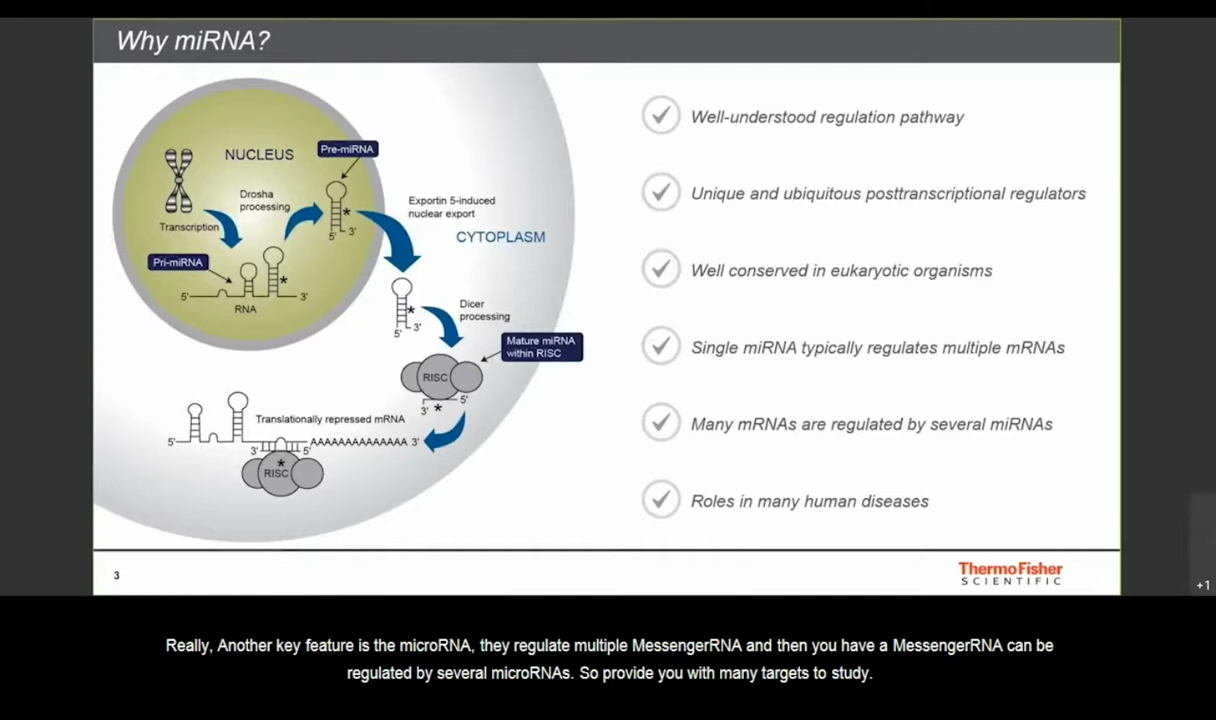 Why miRNA?
NUCLEUS
Pre-miRNA
Drosha
processing
Transcription
Pri-miRNA
5'
3'
RNA
*
5'
3'
*
Exportin 5-induced
nuclear export
CYTOPLASM
*
5'
3'
Dicer
processing
Mature miRNA
within RISC
RISC
3'
*
5'
Translationally repressed mRNA
5'
3'
5'
AAAAAAAAAAAAAA 3'
*
RISC
Well-understood regulation pathway
Unique and ubiquitous posttranscriptional regulators
Well conserved in eukaryotic organisms
Single miRNA typically regulates multiple mRNAs
Many mRNAs are regulated by several miRNAs
Roles in many human diseases
3
ThermoFisher
SCIENTIFIC
+1
Really, Another key feature is the microRNA, they regulate multiple MessengerRNA and then you have a MessengerRNA can be
regulated by several microRNAs. So provide you with many targets to study.